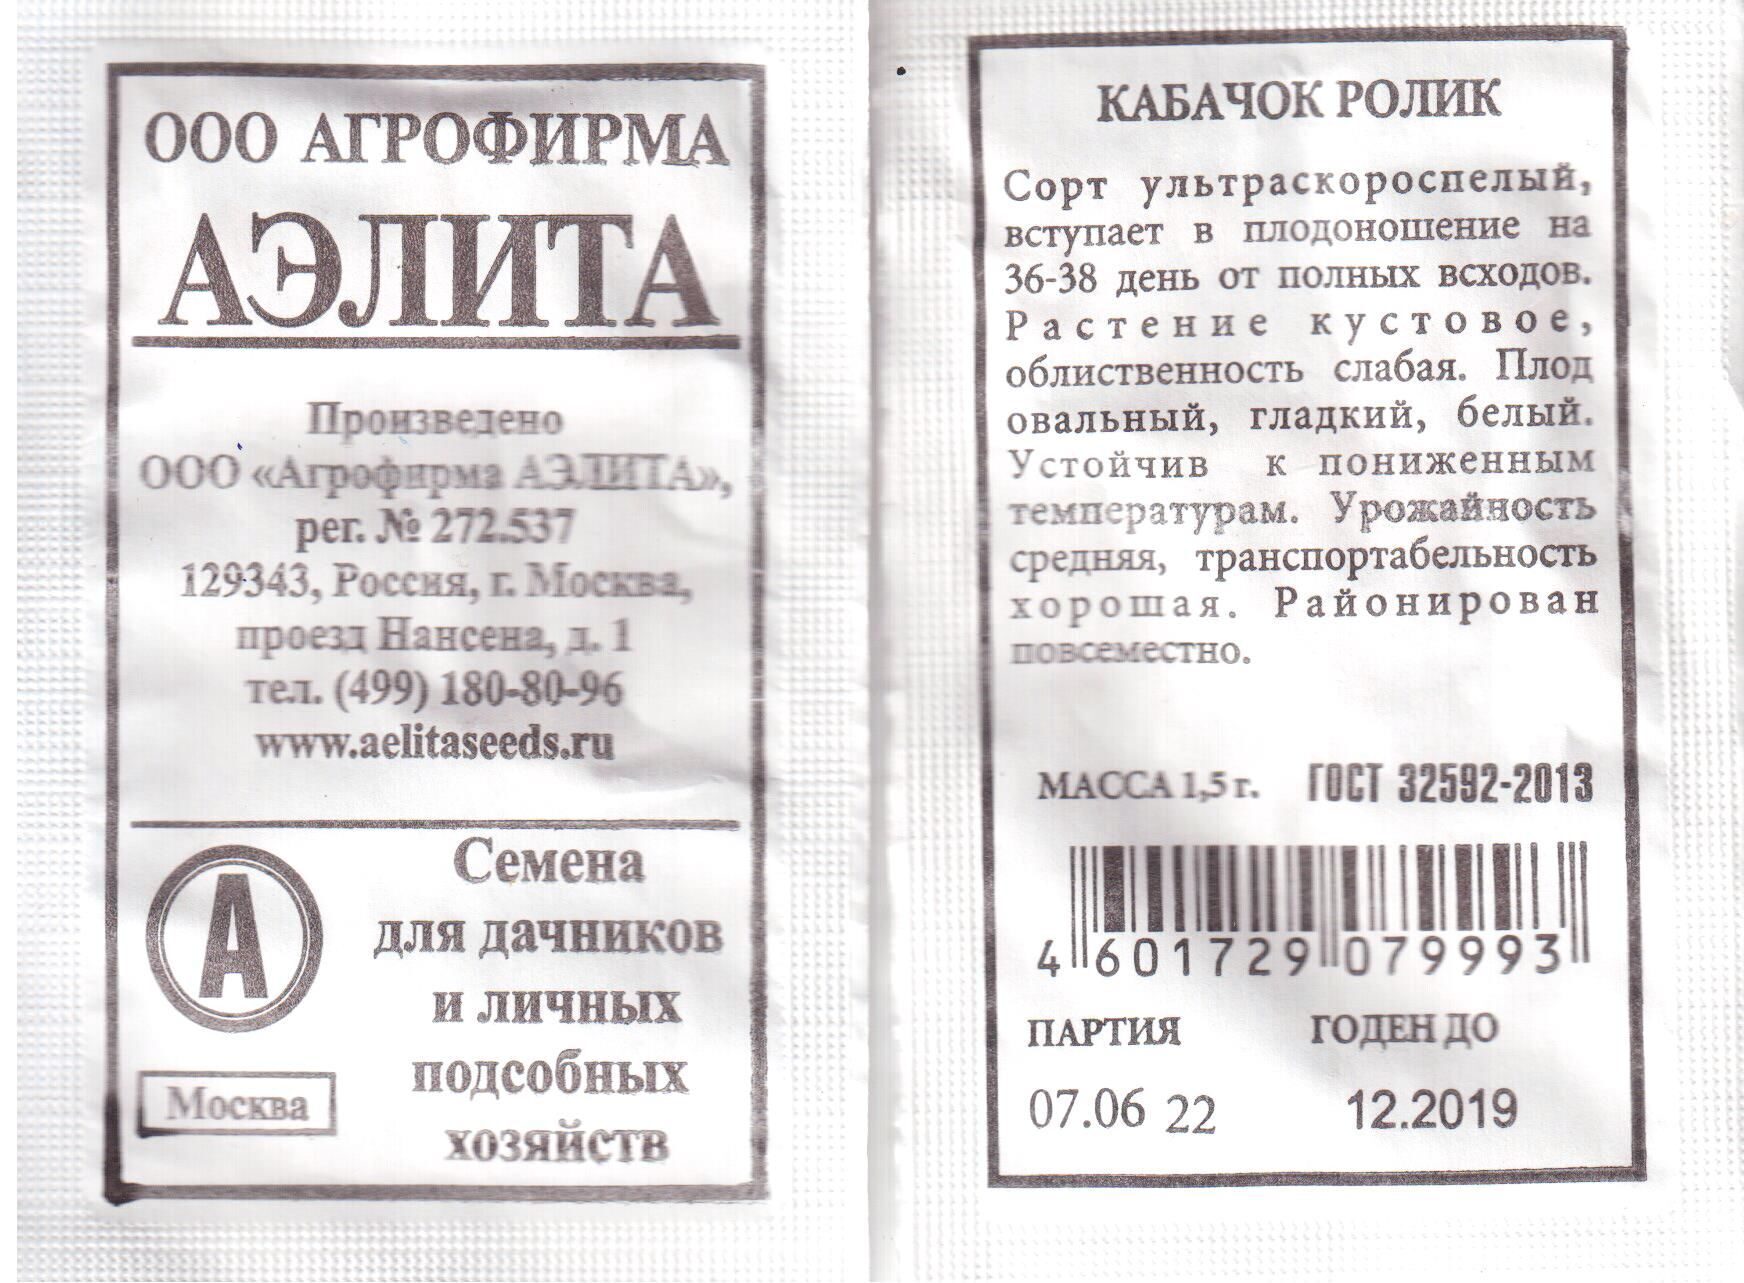 ООО АГРОФИРМА
АЭЛИТА
Произведено
ООО «Агрофирма АЭЛИТА»,
рег. № 272.537
129343, Россия, г. Москва,
проезд Нансена, д. 1
тел. (499) 180-80-96
www.aelitaseeds.ru
А
Москва
Семена
для дачников
и личных
подсобных
хозяйств
КАБАЧОК РОЛИК
Сорт ультраскороспелый,
вступает в плодоношение на
36-38 день от полных всходов.
Растение кустовое,
облиственность слабая. Плод
овальный, гладкий, белый.
Устойчив к пониженным
температурам. Урожайность
средняя, транспортабельность
хорошая. Районирован
повсеместно.
МАССА 1,5 г. ГОСТ 32592-2013
4 601729 079993
ПАРТИЯ ГОДЕН ДО
07.06 22 12.2019